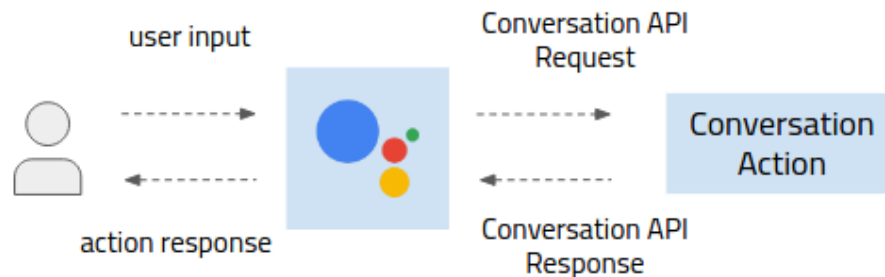 user input
Conversation API
Request
Conversation
Action
action response
Conversation API
Response